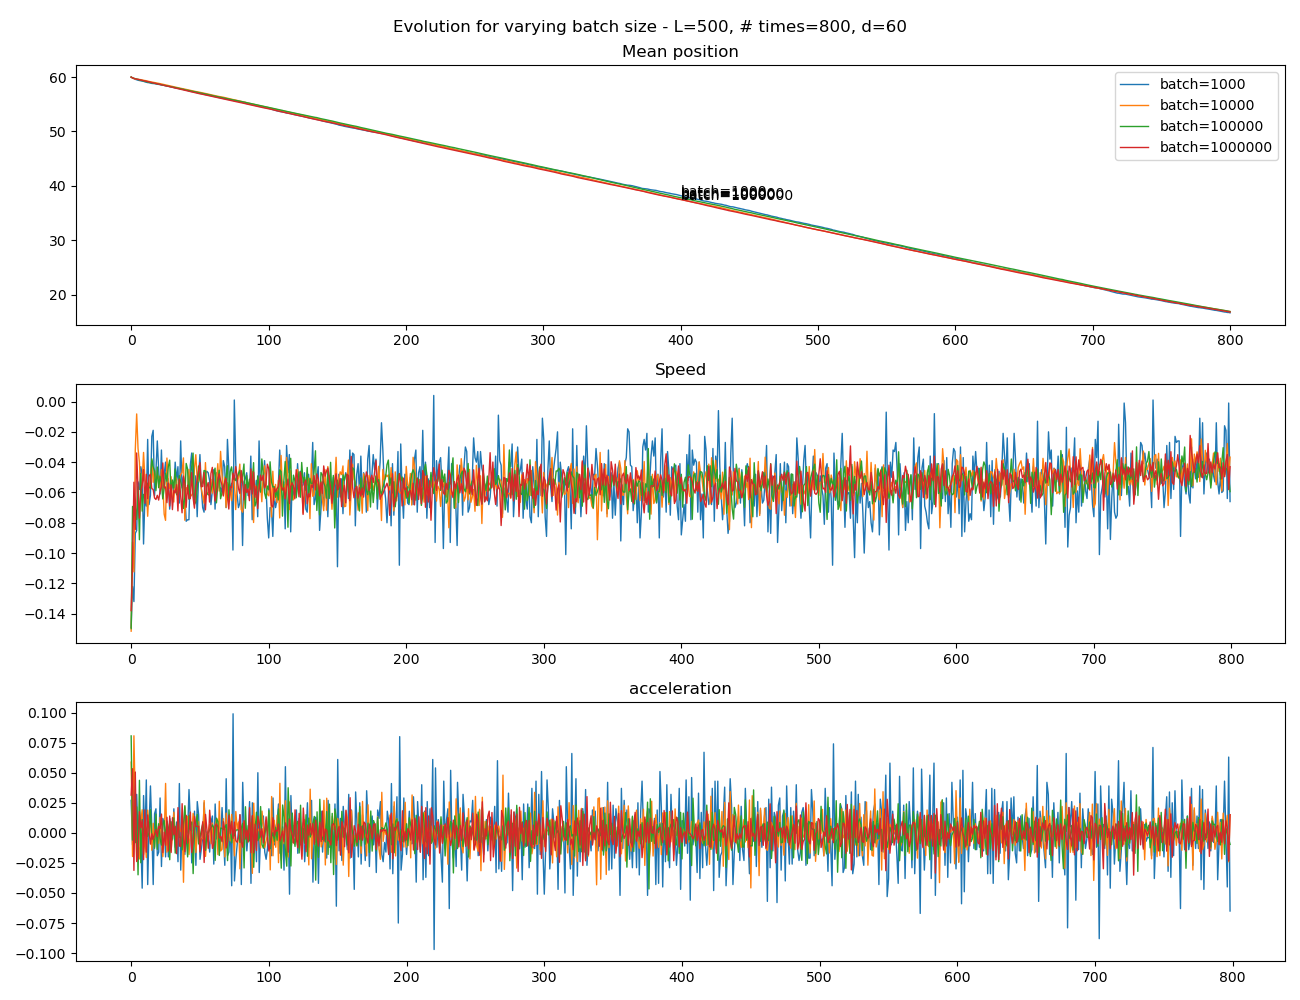 Evolution for varying batch size - L=500, # times=800, d=60
Mean position
60
50
40
30
20
batch=1000
batch=10000
batch=100000
batch=1000000
batch=1000
batch=1000000
0 100 200 300 400 500 600 700 800
Speed
0.00
−0.02
−0.04
−0.06
−0.08
−0.10
−0.12
−0.14
0 100 200 300 400 500 600 700 800
acceleration
0.100
0.075
0.050
0.025
0.000
−0.025
−0.050
−0.075
−0.100
0 100 200 300 400 500 600 700 800